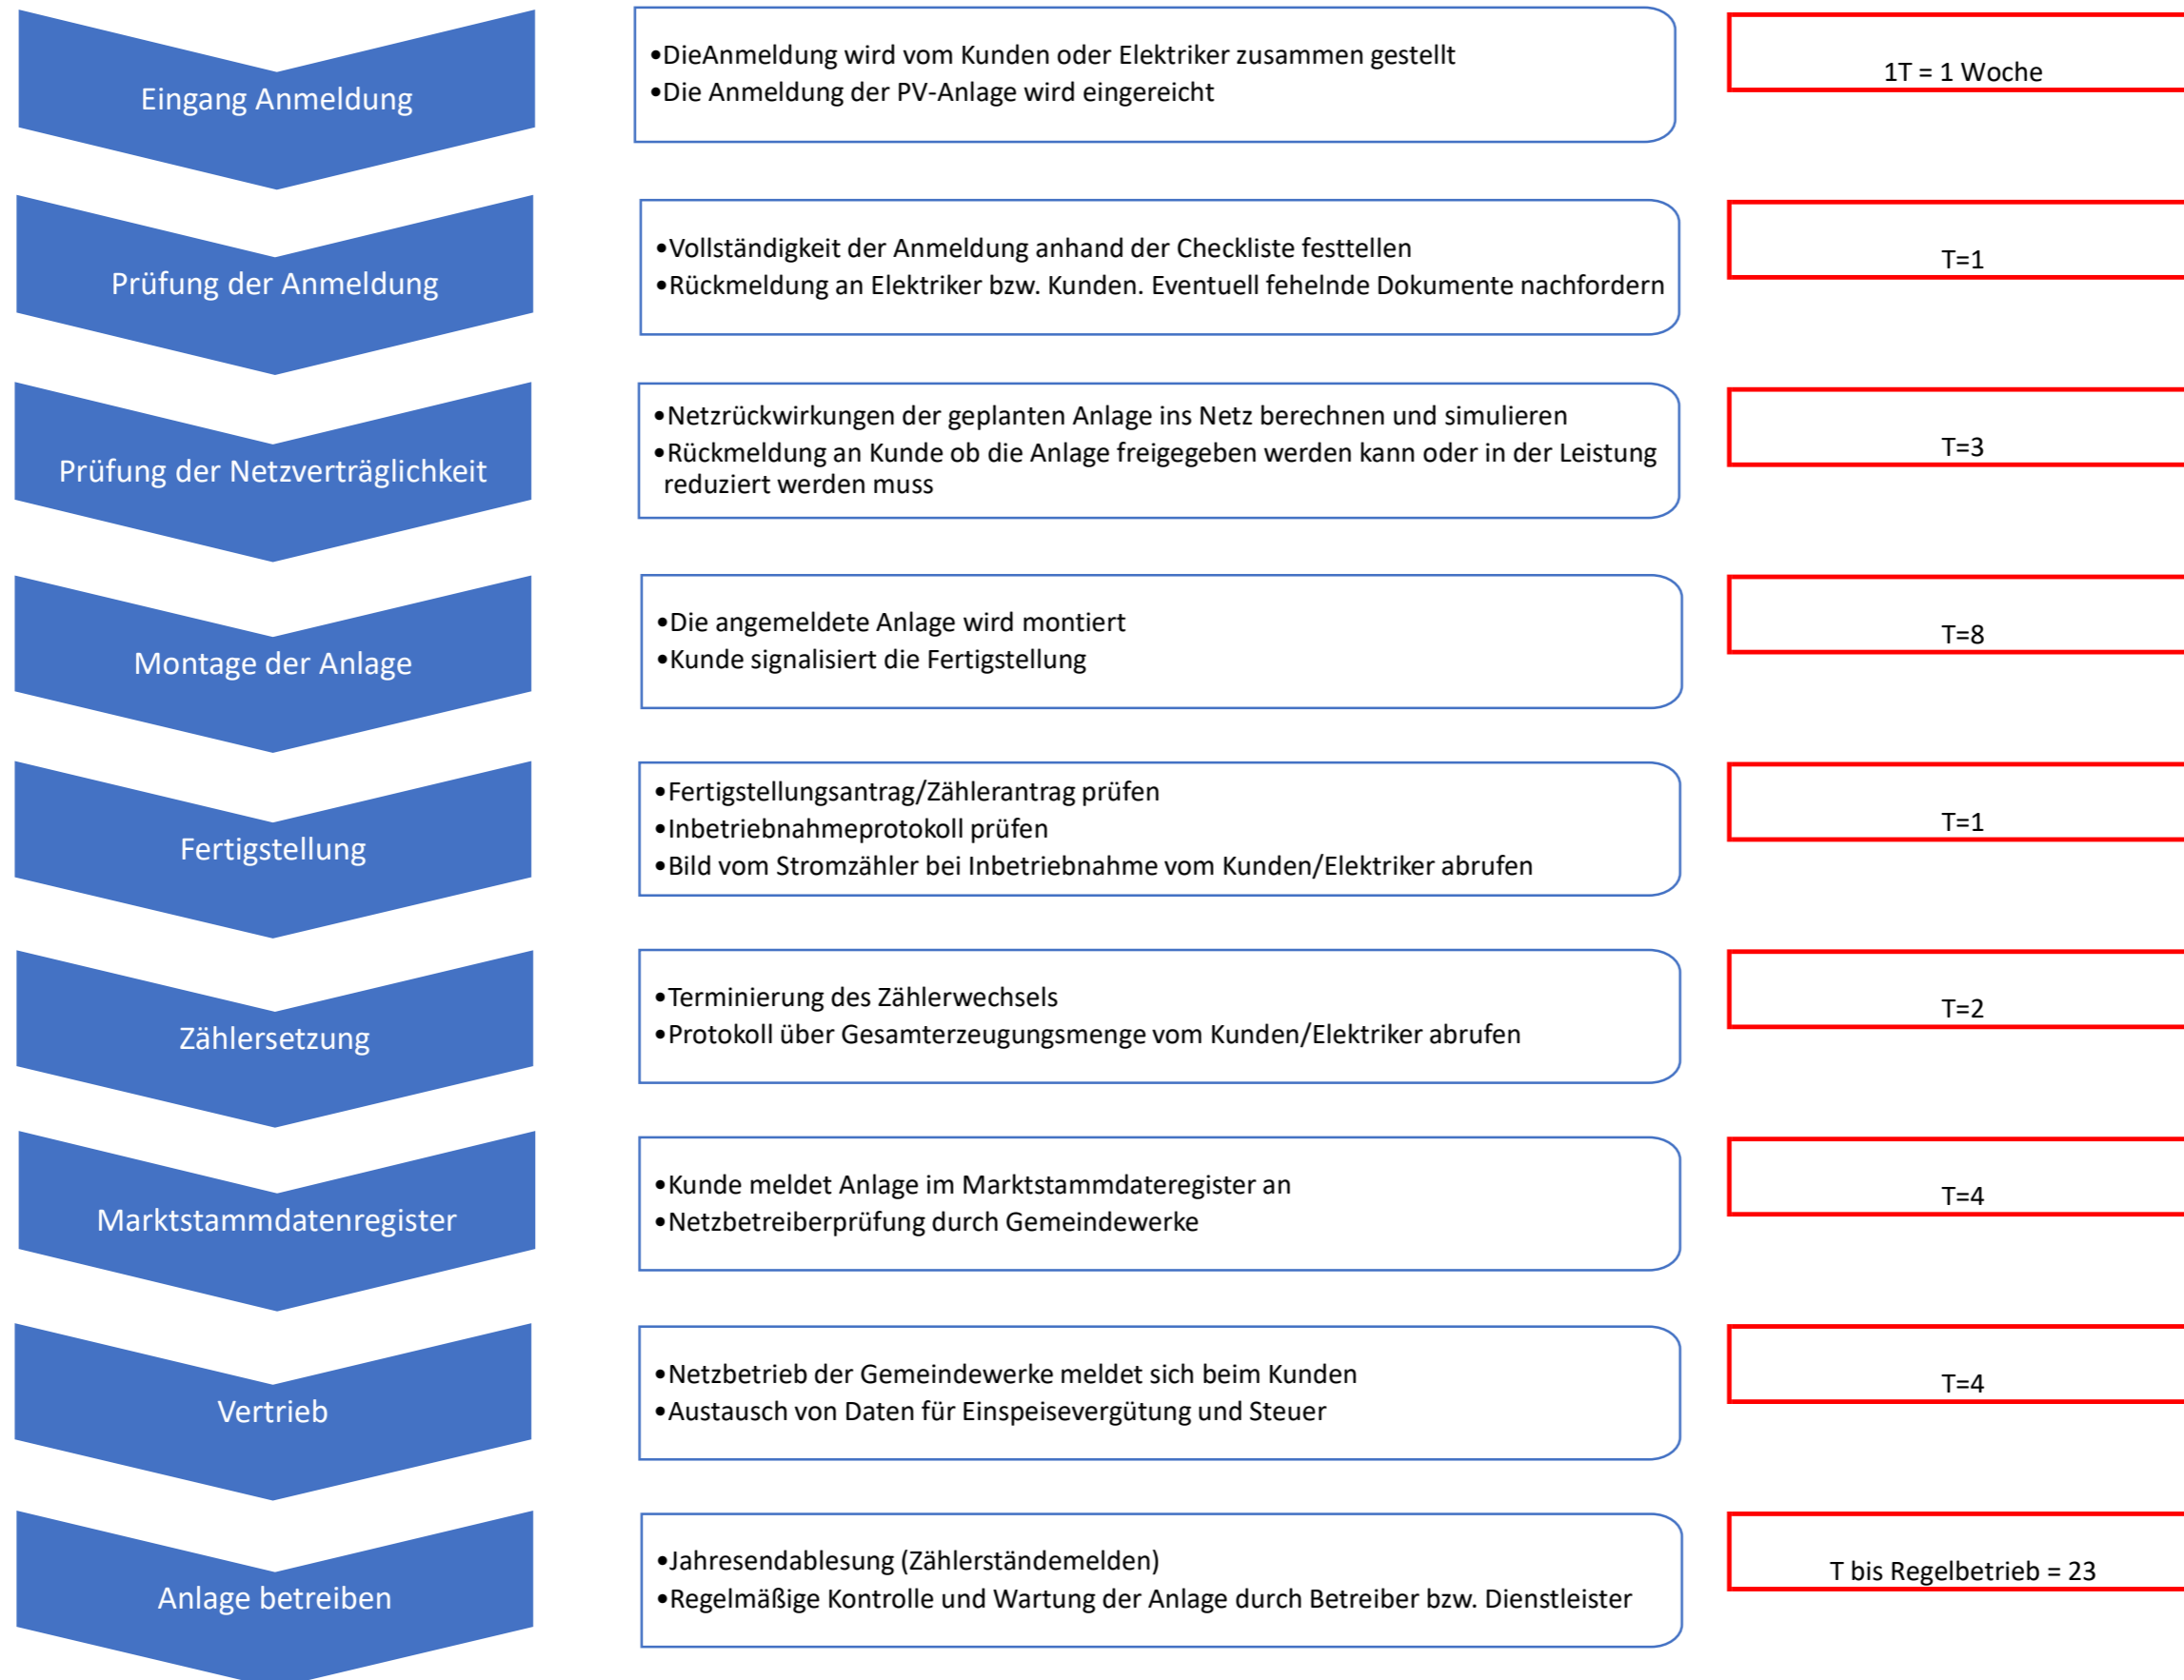 Eingang Anmeldung
•DieAnmeldung wird vom Kunden oder Elektriker zusammen gestellt
•Die Anmeldung der PV-Anlage wird eingereicht
1T = 1 Woche
Prüfung der Anmeldung
•Vollständigkeit der Anmeldung anhand der Checkliste festtellen
•Rückmeldung an Elektriker bzw. Kunden. Eventuell fehelnde Dokumente nachfordern
T=1
Prüfung der Netzverträglichkeit
•Netzrückwirkungen der geplanten Anlage ins Netz berechnen und simulieren
•Rückmeldung an Kunde ob die Anlage freigegeben werden kann oder in der Leistung
reduziert werden muss
T=3
Montage der Anlage
•Die angemeldete Anlage wird montiert
•Kunde signalisiert die Fertigstellung
T=8
Fertigstellung
•Fertigstellungsantrag/Zählerantrag prüfen
•Inbetriebnahmeprotokoll prüfen
•Bild vom Stromzähler bei Inbetriebnahme vom Kunden/Elektriker abrufen
T=1
Zählersetzung
•Terminierung des Zählerwechsels
•Protokoll über Gesamterzeugungsmenge vom Kunden/Elektriker abrufen
T=2
Marktstammdatenregister
•Kunde meldet Anlage im Marktstammdateregister an
•Netzbetreiberprüfung durch Gemeindewerke
T=4
Vertrieb
•Netzbetrieb der Gemeindewerke meldet sich beim Kunden
•Austausch von Daten für Einspeisevergütung und Steuer
T=4
Anlage betreiben
•Jahresendablesung (Zählerständemelden)
•Regelmäßige Kontrolle und Wartung der Anlage durch Betreiber bzw. Dienstleister
T bis Regelbetrieb = 23